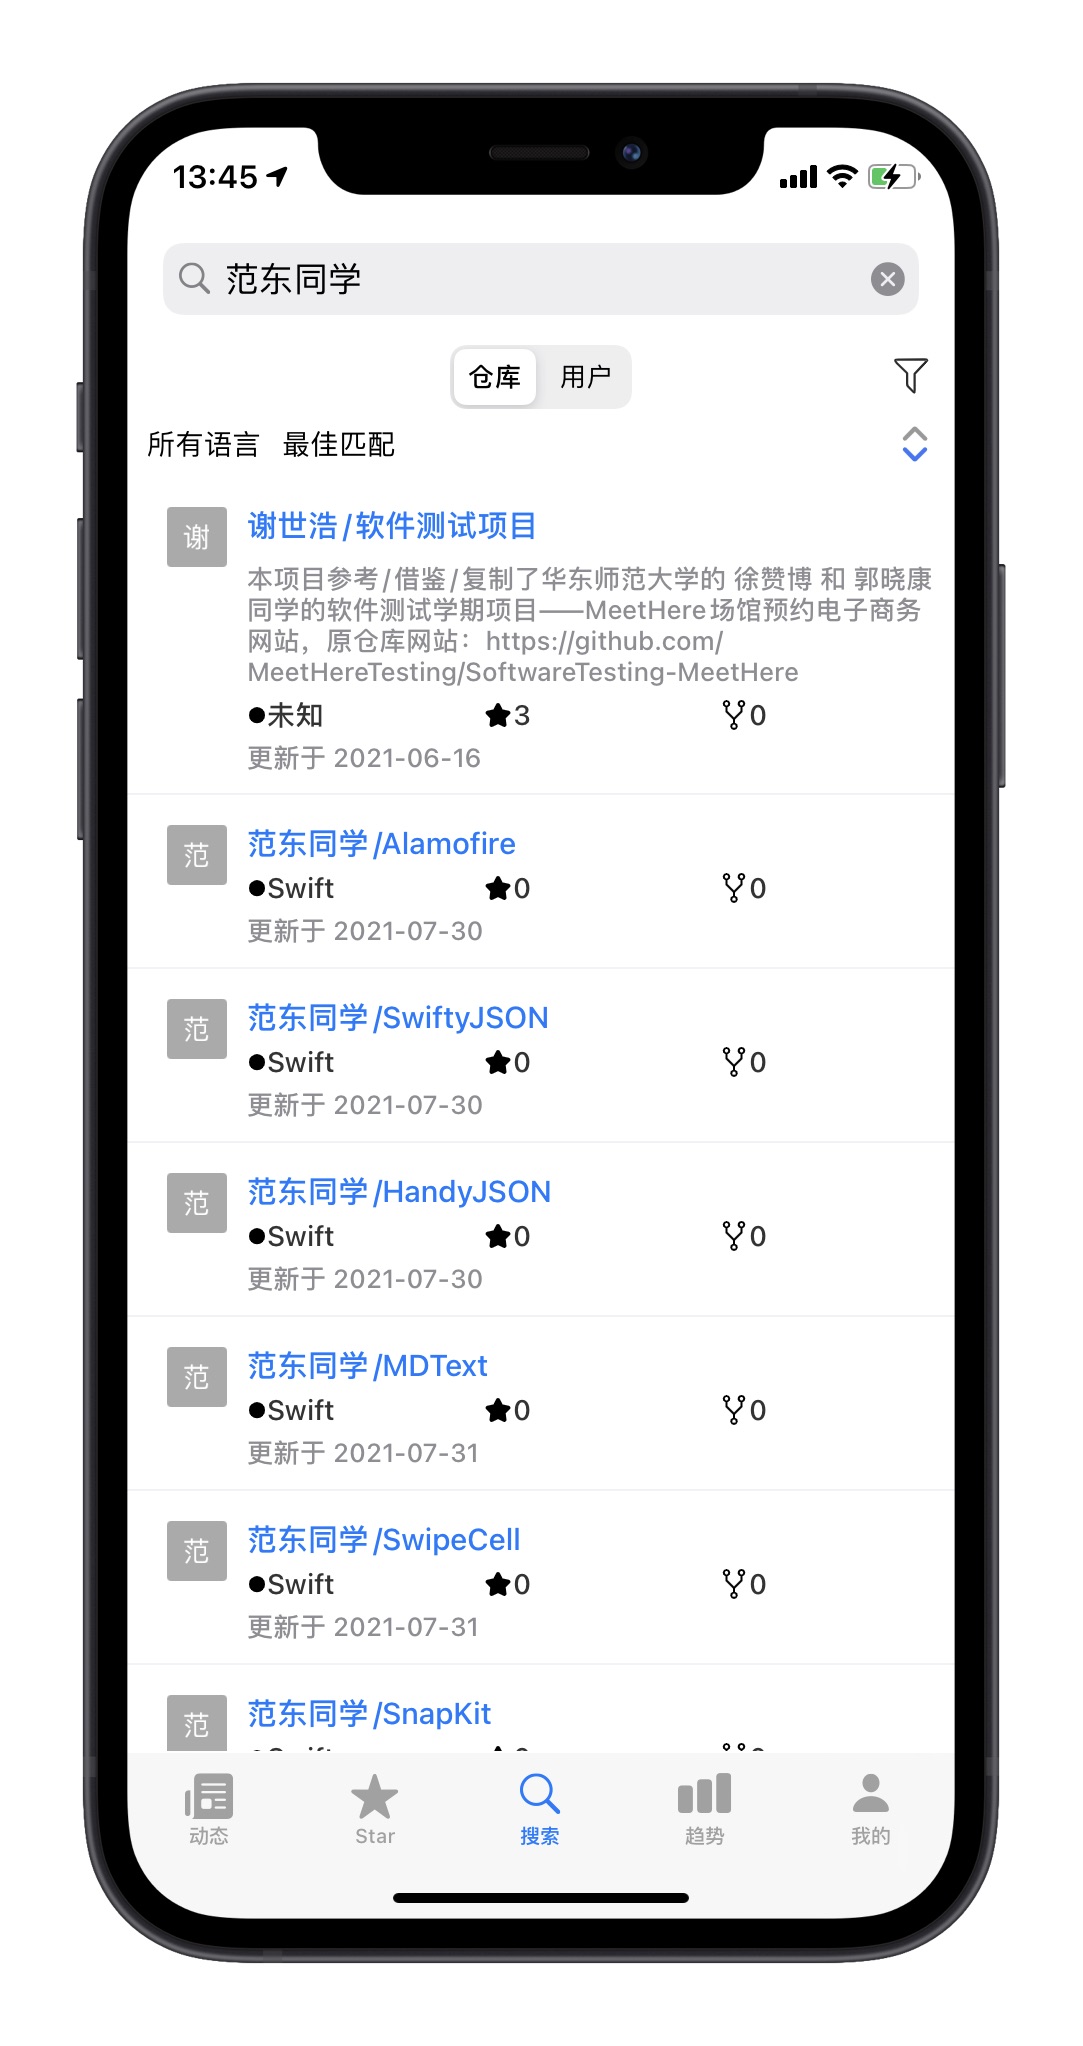 13:45
范东同学
仓库 用户
所有语言 最佳匹配
谢 谢世浩/软件测试项目
本项目参考/借鉴/复制了华东师范大学的 徐赞博 和 郭晓康
同学的软件测试学期项目——MeetHere场馆预约电子商务
网站，原仓库网站：https://github.com/
MeetHereTesting/SoftwareTesting-MeetHere
未知 3 0
更新于 2021-06-16
范 范东同学/Alamofire
Swift 0 0
更新于 2021-07-30
范 范东同学/SwiftyJSON
Swift 0 0
更新于 2021-07-30
范 范东同学/HandyJSON
Swift 0 0
更新于 2021-07-30
范 范东同学/MDText
Swift 0 0
更新于 2021-07-31
范 范东同学/SwipeCell
Swift 0 0
更新于 2021-07-31
范 范东同学/SnapKit
动态 Star 搜索 趋势 我的